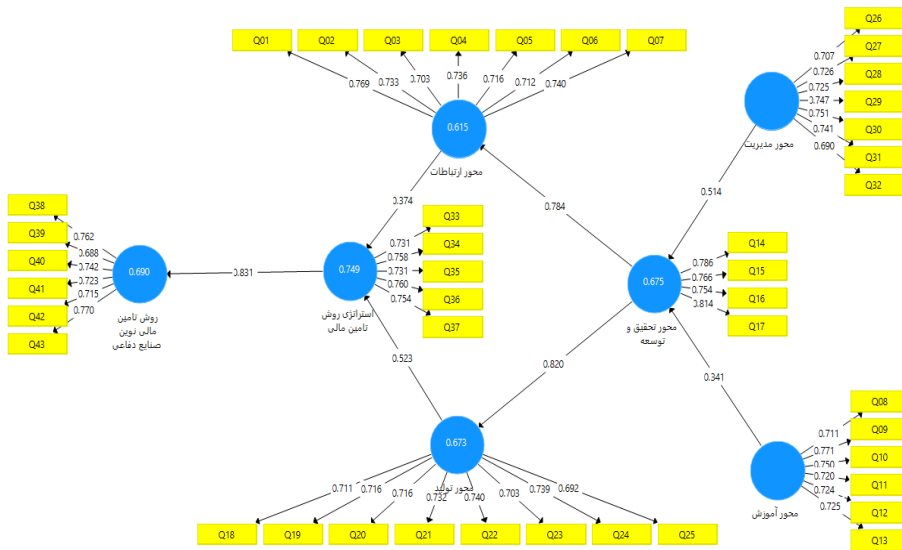 Q01
Q02
Q03
Q04
Q05
Q06
Q07
0.769
0.733
0.703
0.736
0.716
0.712
0.740
0.615
محور ارتباطات
Q26
Q27
Q28
Q29
Q30
Q31
Q32
0.707
0.726
0.725
0.747
0.751
0.741
0.690
محور مدیریت
0.514
0.784
0.374
Q38
Q39
Q40
Q41
Q42
Q43
0.762
0.688
0.742
0.723
0.715
0.770
0.690
روش تامین
مالی نوین
صنایع دفاعی
0.831
0.749
استراتژی روش
تامین مالی
Q33
Q34
Q35
Q36
Q37
0.731
0.758
0.731
0.760
0.754
0.675
محور تحقیق و
توسعه
Q14
Q15
Q16
Q17
0.786
0.766
0.754
0.814
0.523
0.820
0.341
0.673
محور تولید
0.711
0.716
0.716
0.732
0.740
0.703
0.739
0.692
Q18
Q19
Q20
Q21
Q22
Q23
Q24
Q25
Q08
Q09
Q10
Q11
Q12
Q13
0.711
0.771
0.750
0.720
0.724
0.725
محور آموزش